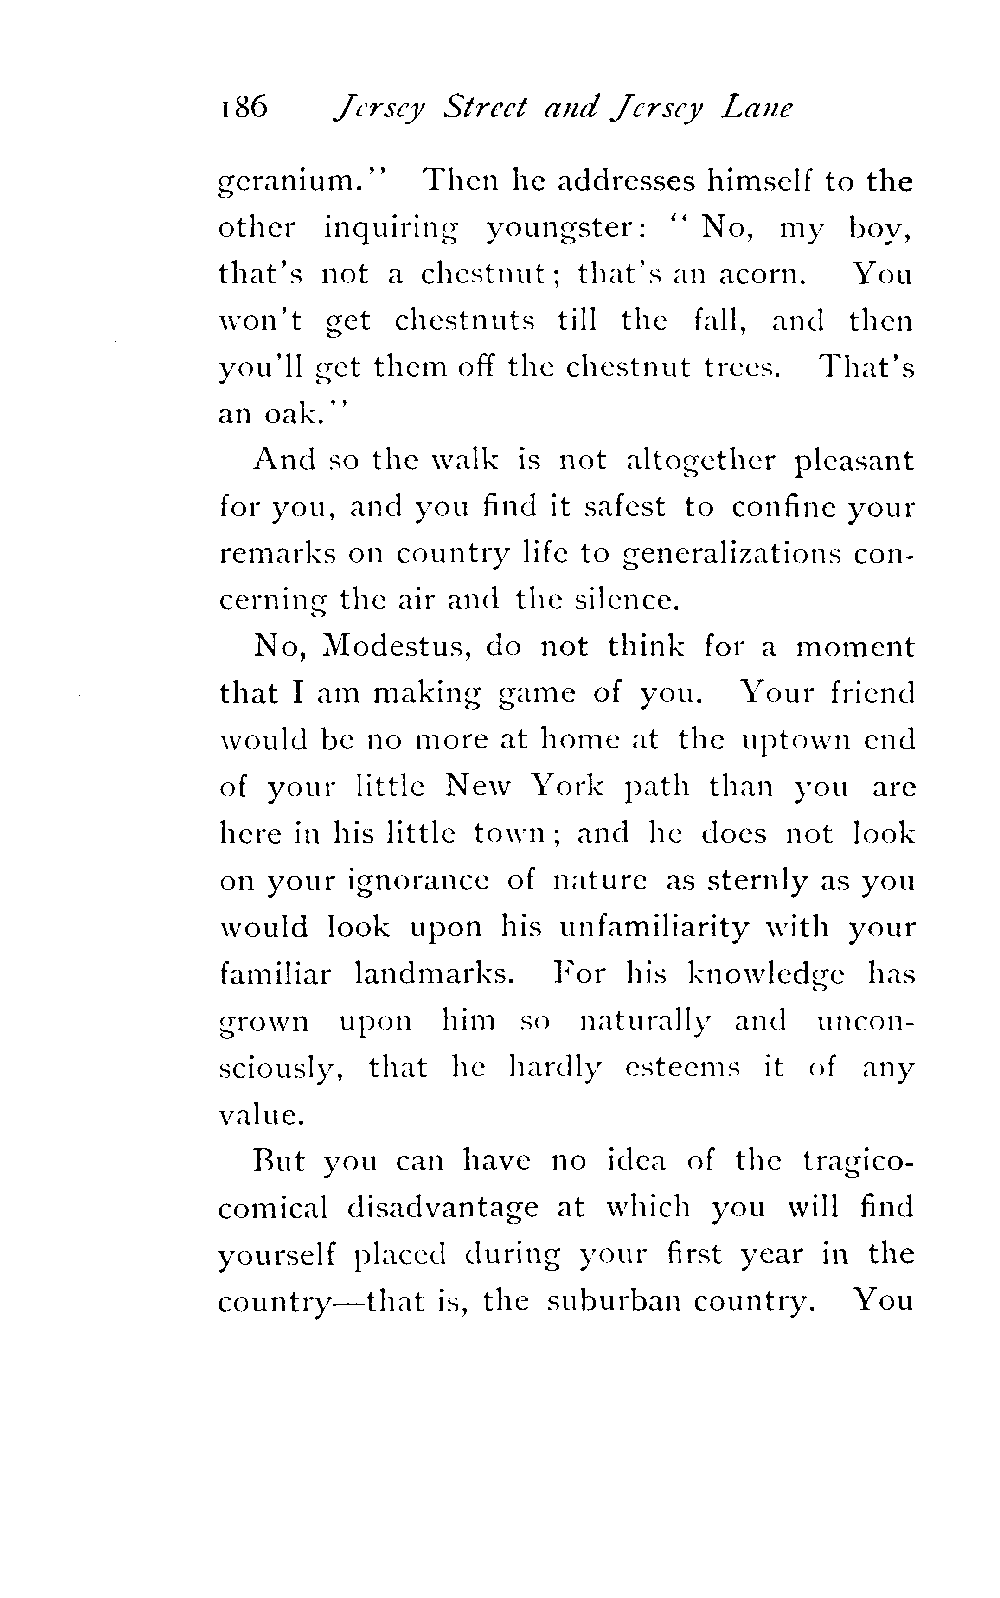 186 Jersey Street and Jersey Lane
geranium." Then he addresses himself to the
other inquiring youngster: "No, my boy,
that's not a chestnut; that's an acorn. You
won't get chestnuts till the fall, and then
you'll get them off the chestnut trees. That's
an oak."
And so the walk is not altogether pleasant
for you, and you find it safest to confine your
remarks on country life to generalizations con-
cerning the air and the silence.
No, Modestus, do not think for a moment
that I am making game of you. Your friend
would be no more at home at the uptown end
of your little New York path than you are
here in his little town; and he does not look
on your ignorance of nature as sternly as you
would look upon his unfamiliarity with your
familiar landmarks. For his knowledge has
grown upon him so naturally and uncon-
sciously, that he hardly esteems it of any
value.
But you can have no idea of the tragico-
comical disadvantage at which you will find
yourself placed during your first year in the
country—that is, the suburban country. You